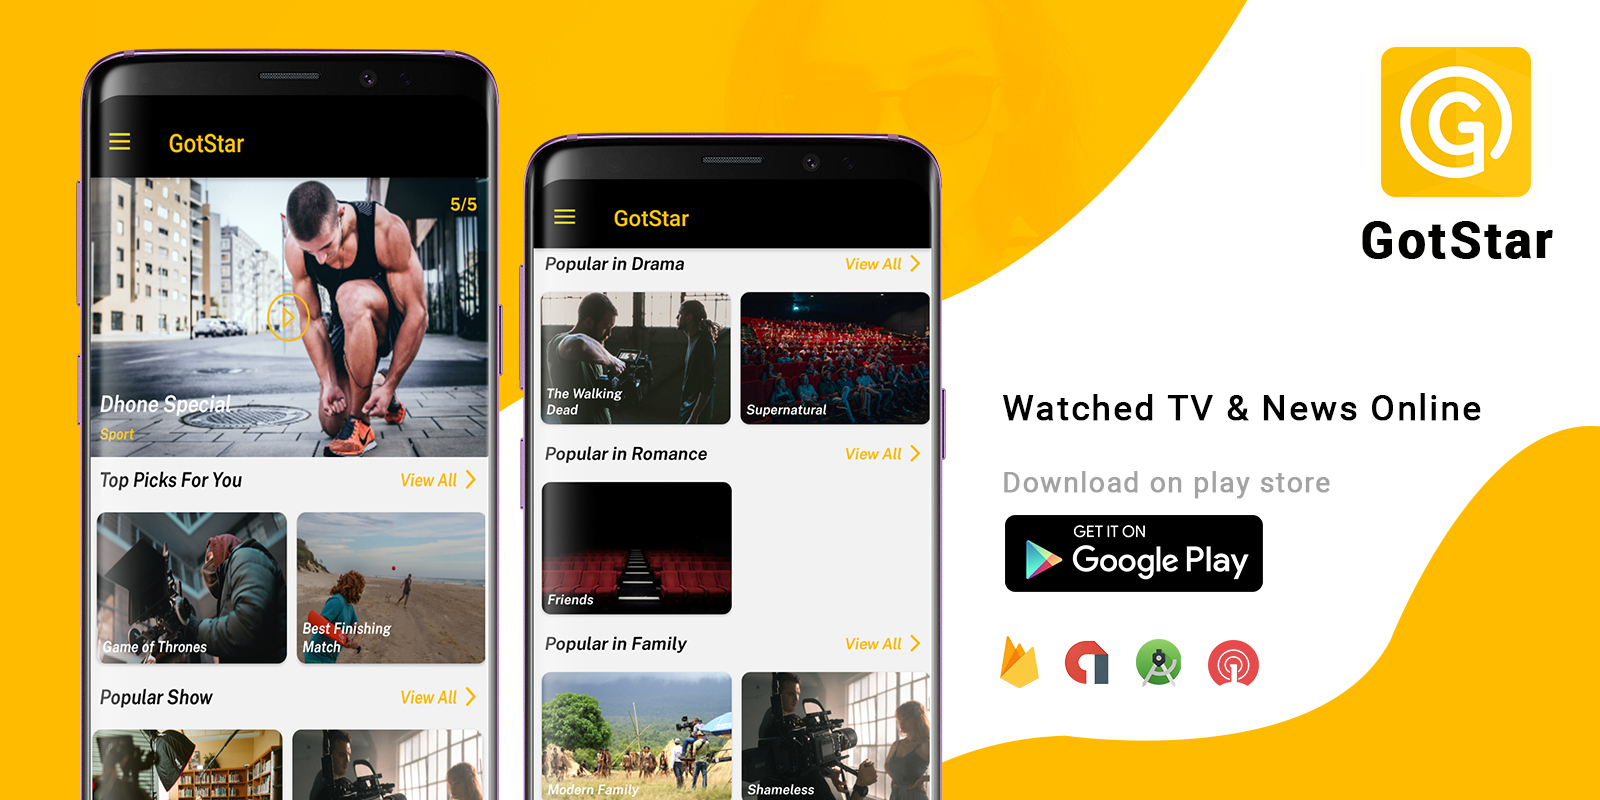 GotStar
5/5
Dhone Special
Sport
Top Picks For You
View All
Game of Thrones
Best Finishing
Match
Popular Show
View All
GotStar
Popular in Drama
View All
The Walking
Dead
Supernatural
Popular in Romance
View All
Friends
Popular in Family
View All
Modern Family
Shameless
G
GotStar
Watched TV & News Online
Download on play store
GET IT ON
Google Play